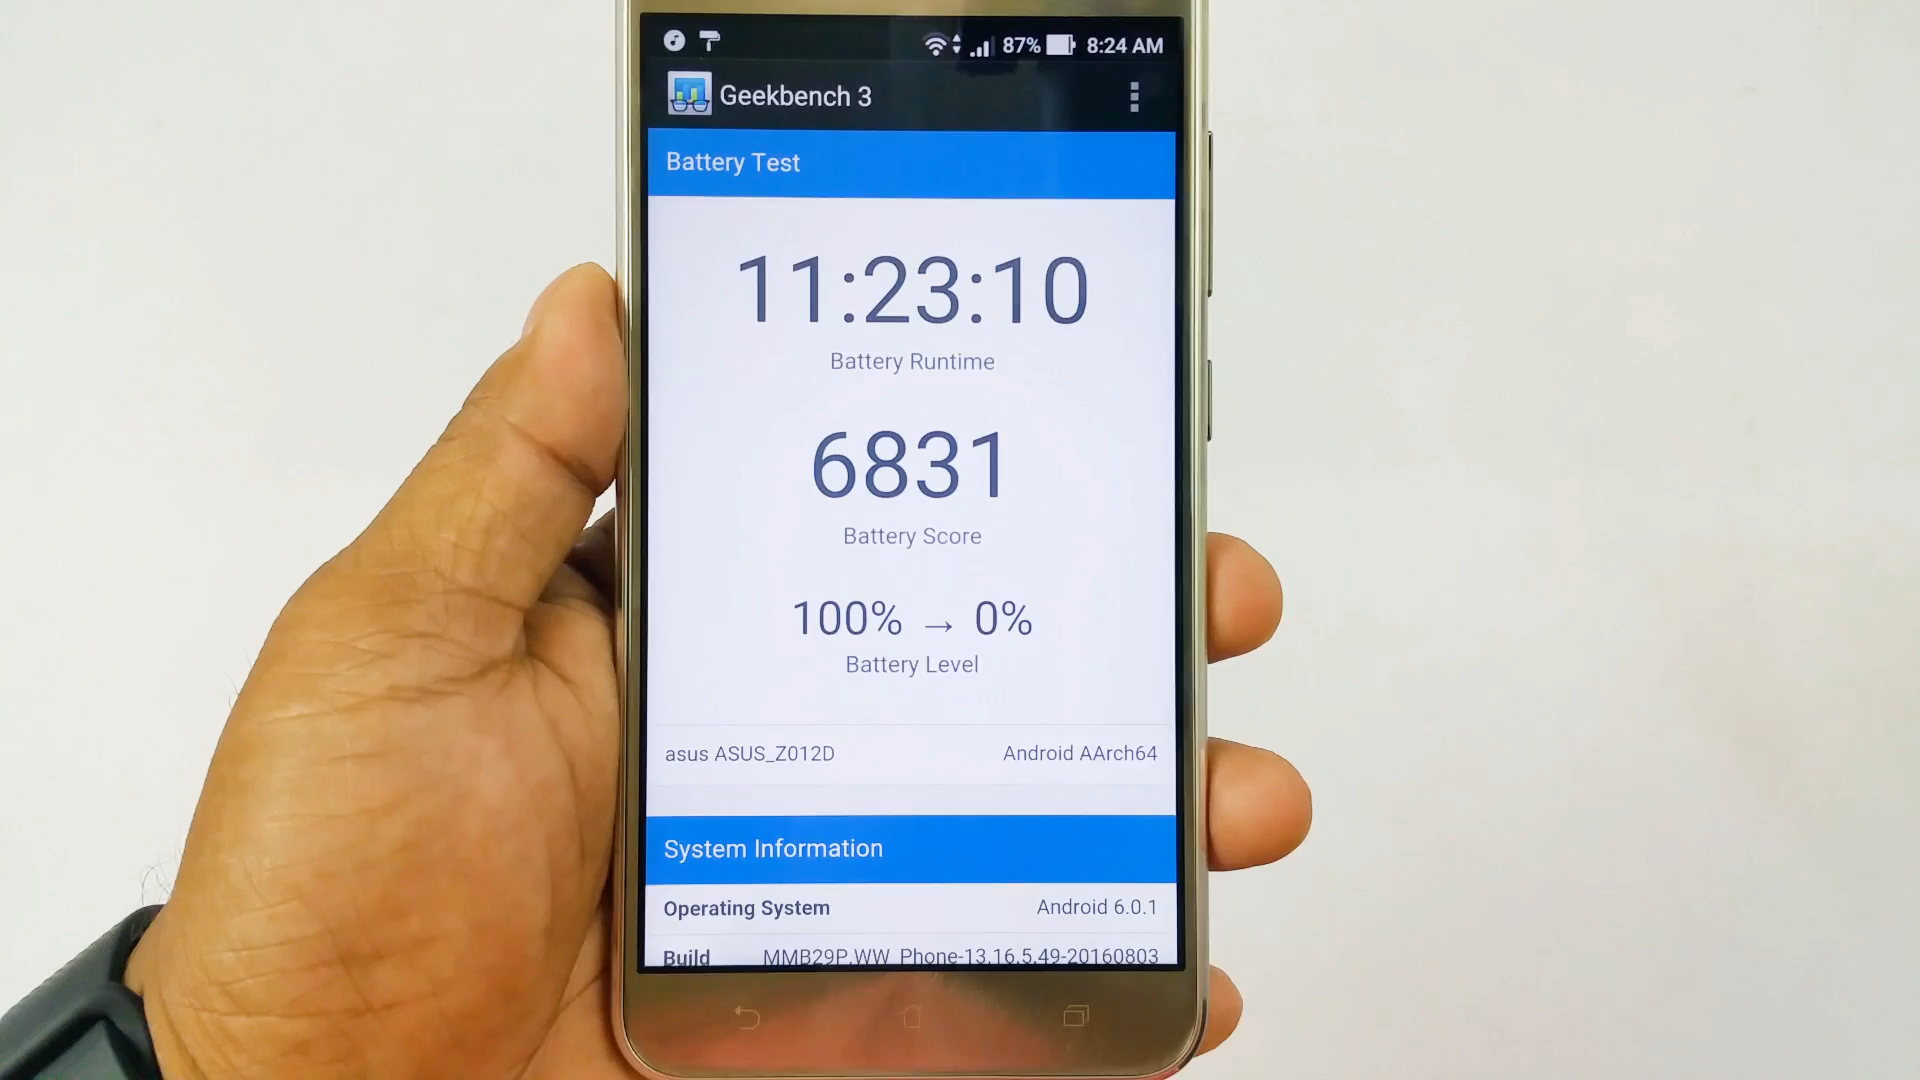 87% 8:24 AM
Geekbench 3
Battery Test
11:23:10
Battery Runtime
6831
Battery Score
100% → 0%
Battery Level
asus ASUS_Z012D Android AArch64
System Information
Operating System Android 6.0.1
Build MMB29P.WW_Phone-13.16.5.49-20160803